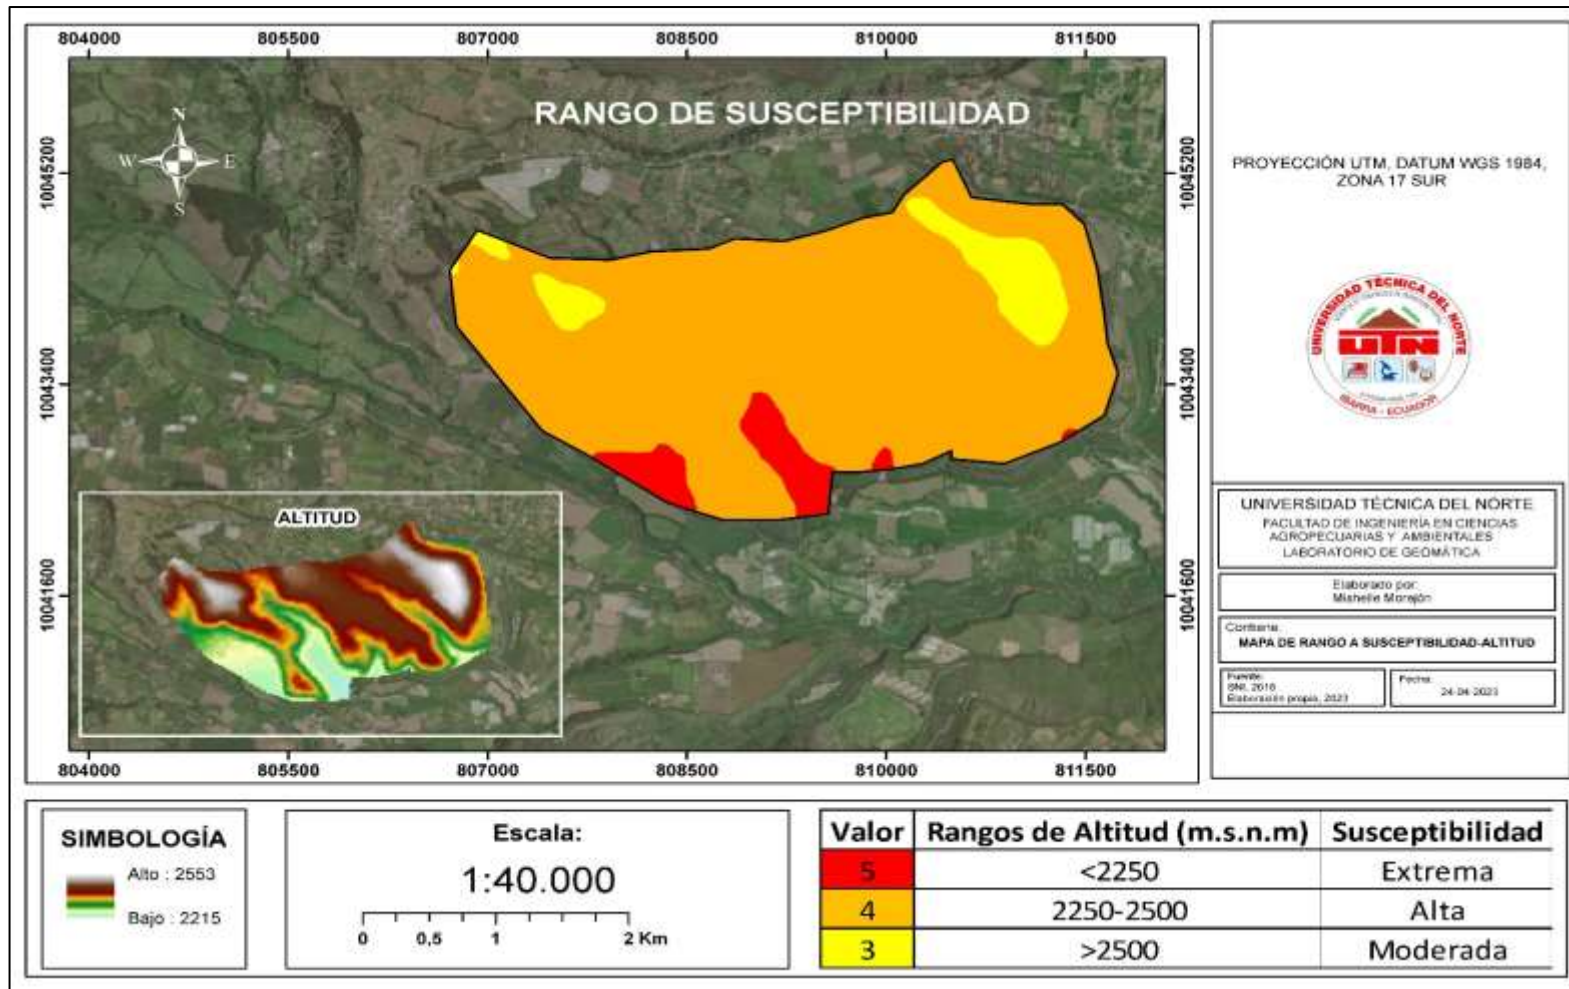 804000 805500 807000 808500 810000 811500
RANGO DE SUSCEPTIBILIDAD
N
W E
S
10045200
10043400
10041600
10045200
10043400
10041600
ALTITUD
804000 805500 807000 808500 810000 811500
PROYECCIÓN UTM, DATUM WGS 1984,
ZONA 17 SUR
UNIVERSIDAD TÉCNICA DEL NORTE
UTN
IBARRA - ECUADOR
UNIVERSIDAD TÉCNICA DEL NORTE
FACULTAD DE INGENIERÍA EN CIENCIAS
AGROPECUARIAS Y AMBIENTALES
LABORATORIO DE GEOMÁTICA
Elaborado por:
Mishelle Morejón
Contiene:
MAPA DE RANGO A SUSCEPTIBILIDAD-ALTITUD
Fuente:
SNI,
Elaboración propia, 2023
Fecha:
24-04-2023
SIMBOLOGÍA
Alto : 2553
Bajo : 2215
Escala:
1:40.000
0 0,5 1 2 Km
Valor Rangos de Altitud (m.s.n.m) Susceptibilidad
5 <2250 Extrema
4 2250-2500 Alta
3 >2500 Moderada